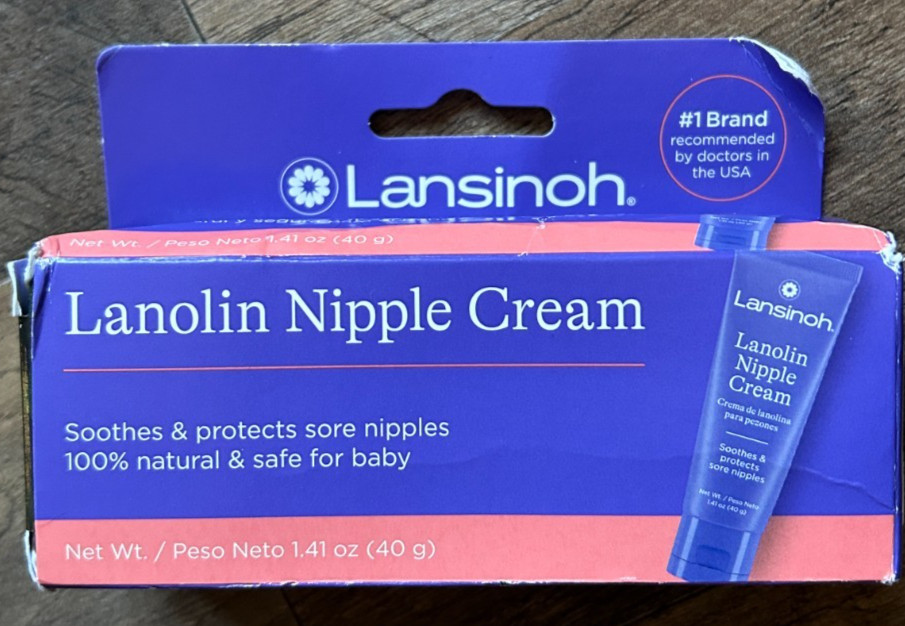 #1 Brand
recommended
by doctors in
the USA
Lansinoh®
Net Wt. / Peso Neto 1.41 oz (40 g)
Lanolin Nipple Cream
Soothes & protects sore nipples
100% natural & safe for baby
Net Wt. / Peso Neto 1.41 oz (40 g)
Lansinoh.
Lanolin
Nipple
Cream
Crema de lanolina
para pezones
Soothes &
protects
sore nipples
Net Wt. / Peso Neto
1.41 oz (40 g)